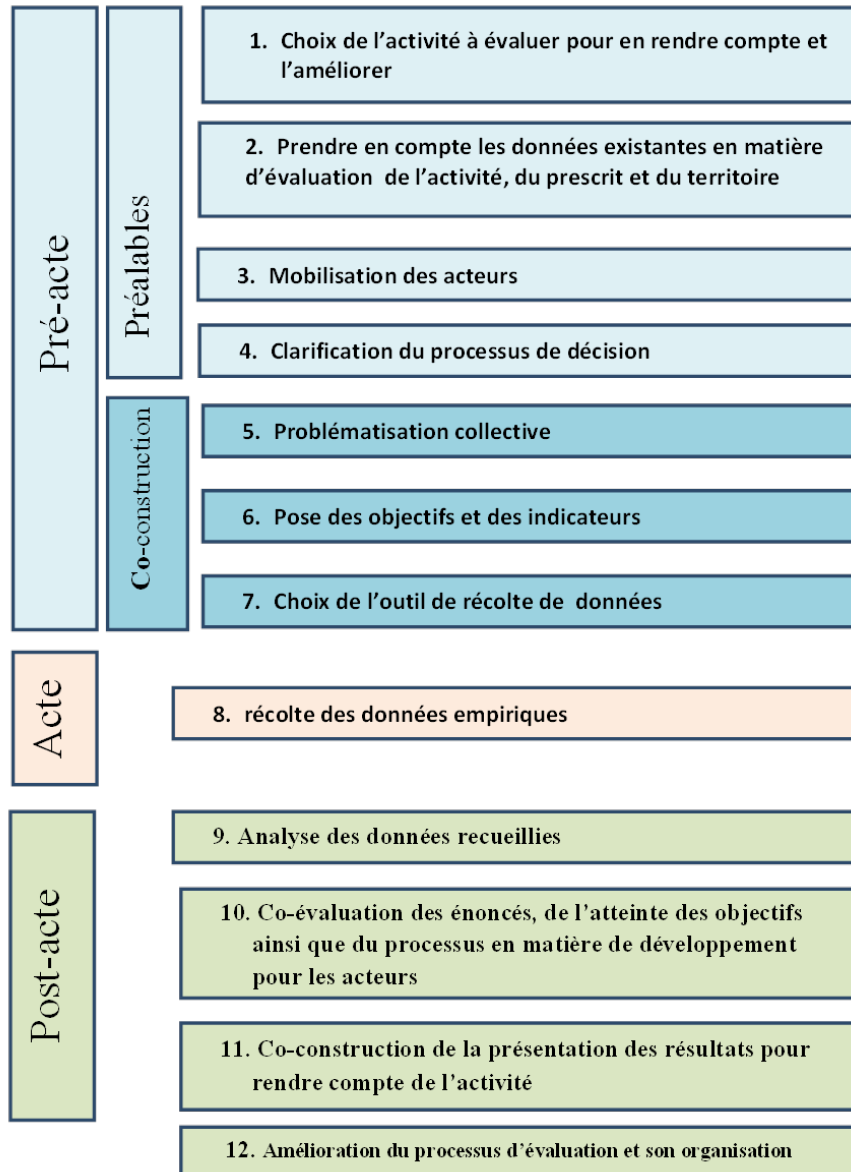 Pré-acte
Préalables
1. Choix de l’activité à évaluer pour en rendre compte et
l’améliorer
2. Prendre en compte les données existantes en matière
d’évaluation de l’activité, du prescrit et du territoire
3. Mobilisation des acteurs
4. Clarification du processus de décision
Co-construction
5. Problématisation collective
6. Pose des objectifs et des indicateurs
7. Choix de l’outil de récolte de données
Acte
8. récolte des données empiriques
Post-acte
9. Analyse des données recueillies
10. Co-évaluation des énoncés, de l’atteinte des objectifs
ainsi que du processus en matière de développement
pour les acteurs
11. Co-construction de la présentation des résultats pour
rendre compte de l’activité
12. Amélioration du processus d’évaluation et son organisation